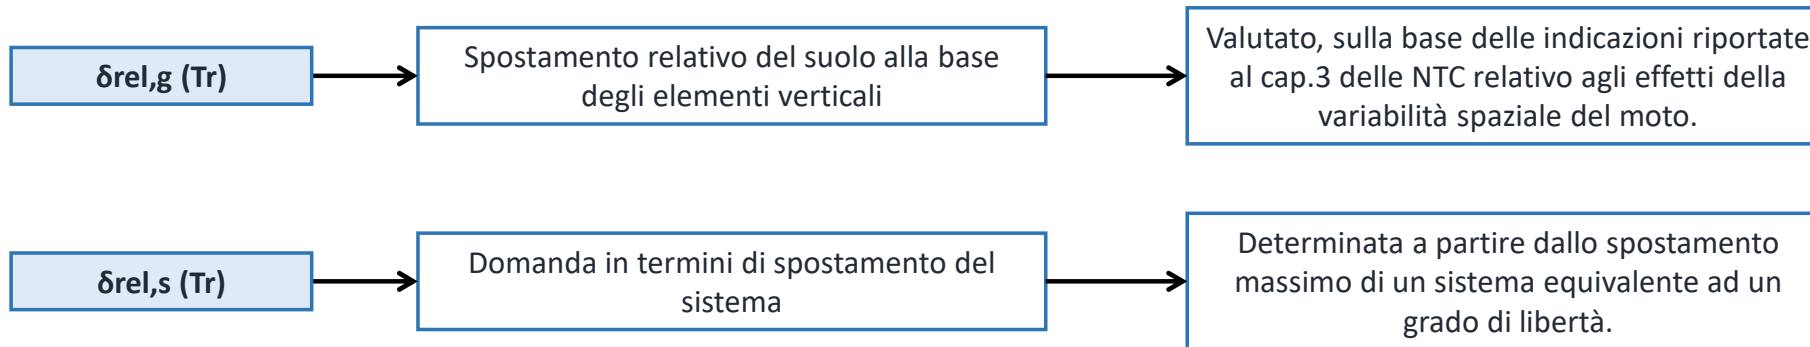 δrel,g (Tr)
Spostamento relativo del suolo alla base
degli elementi verticali
Valutato, sulla base delle indicazioni riportate
al cap.3 delle NTC relativo agli effetti della
variabilità spaziale del moto.
δrel,s (Tr)
Domanda in termini di spostamento del
sistema
Determinata a partire dallo spostamento
massimo di un sistema equivalente ad un
grado di libertà.